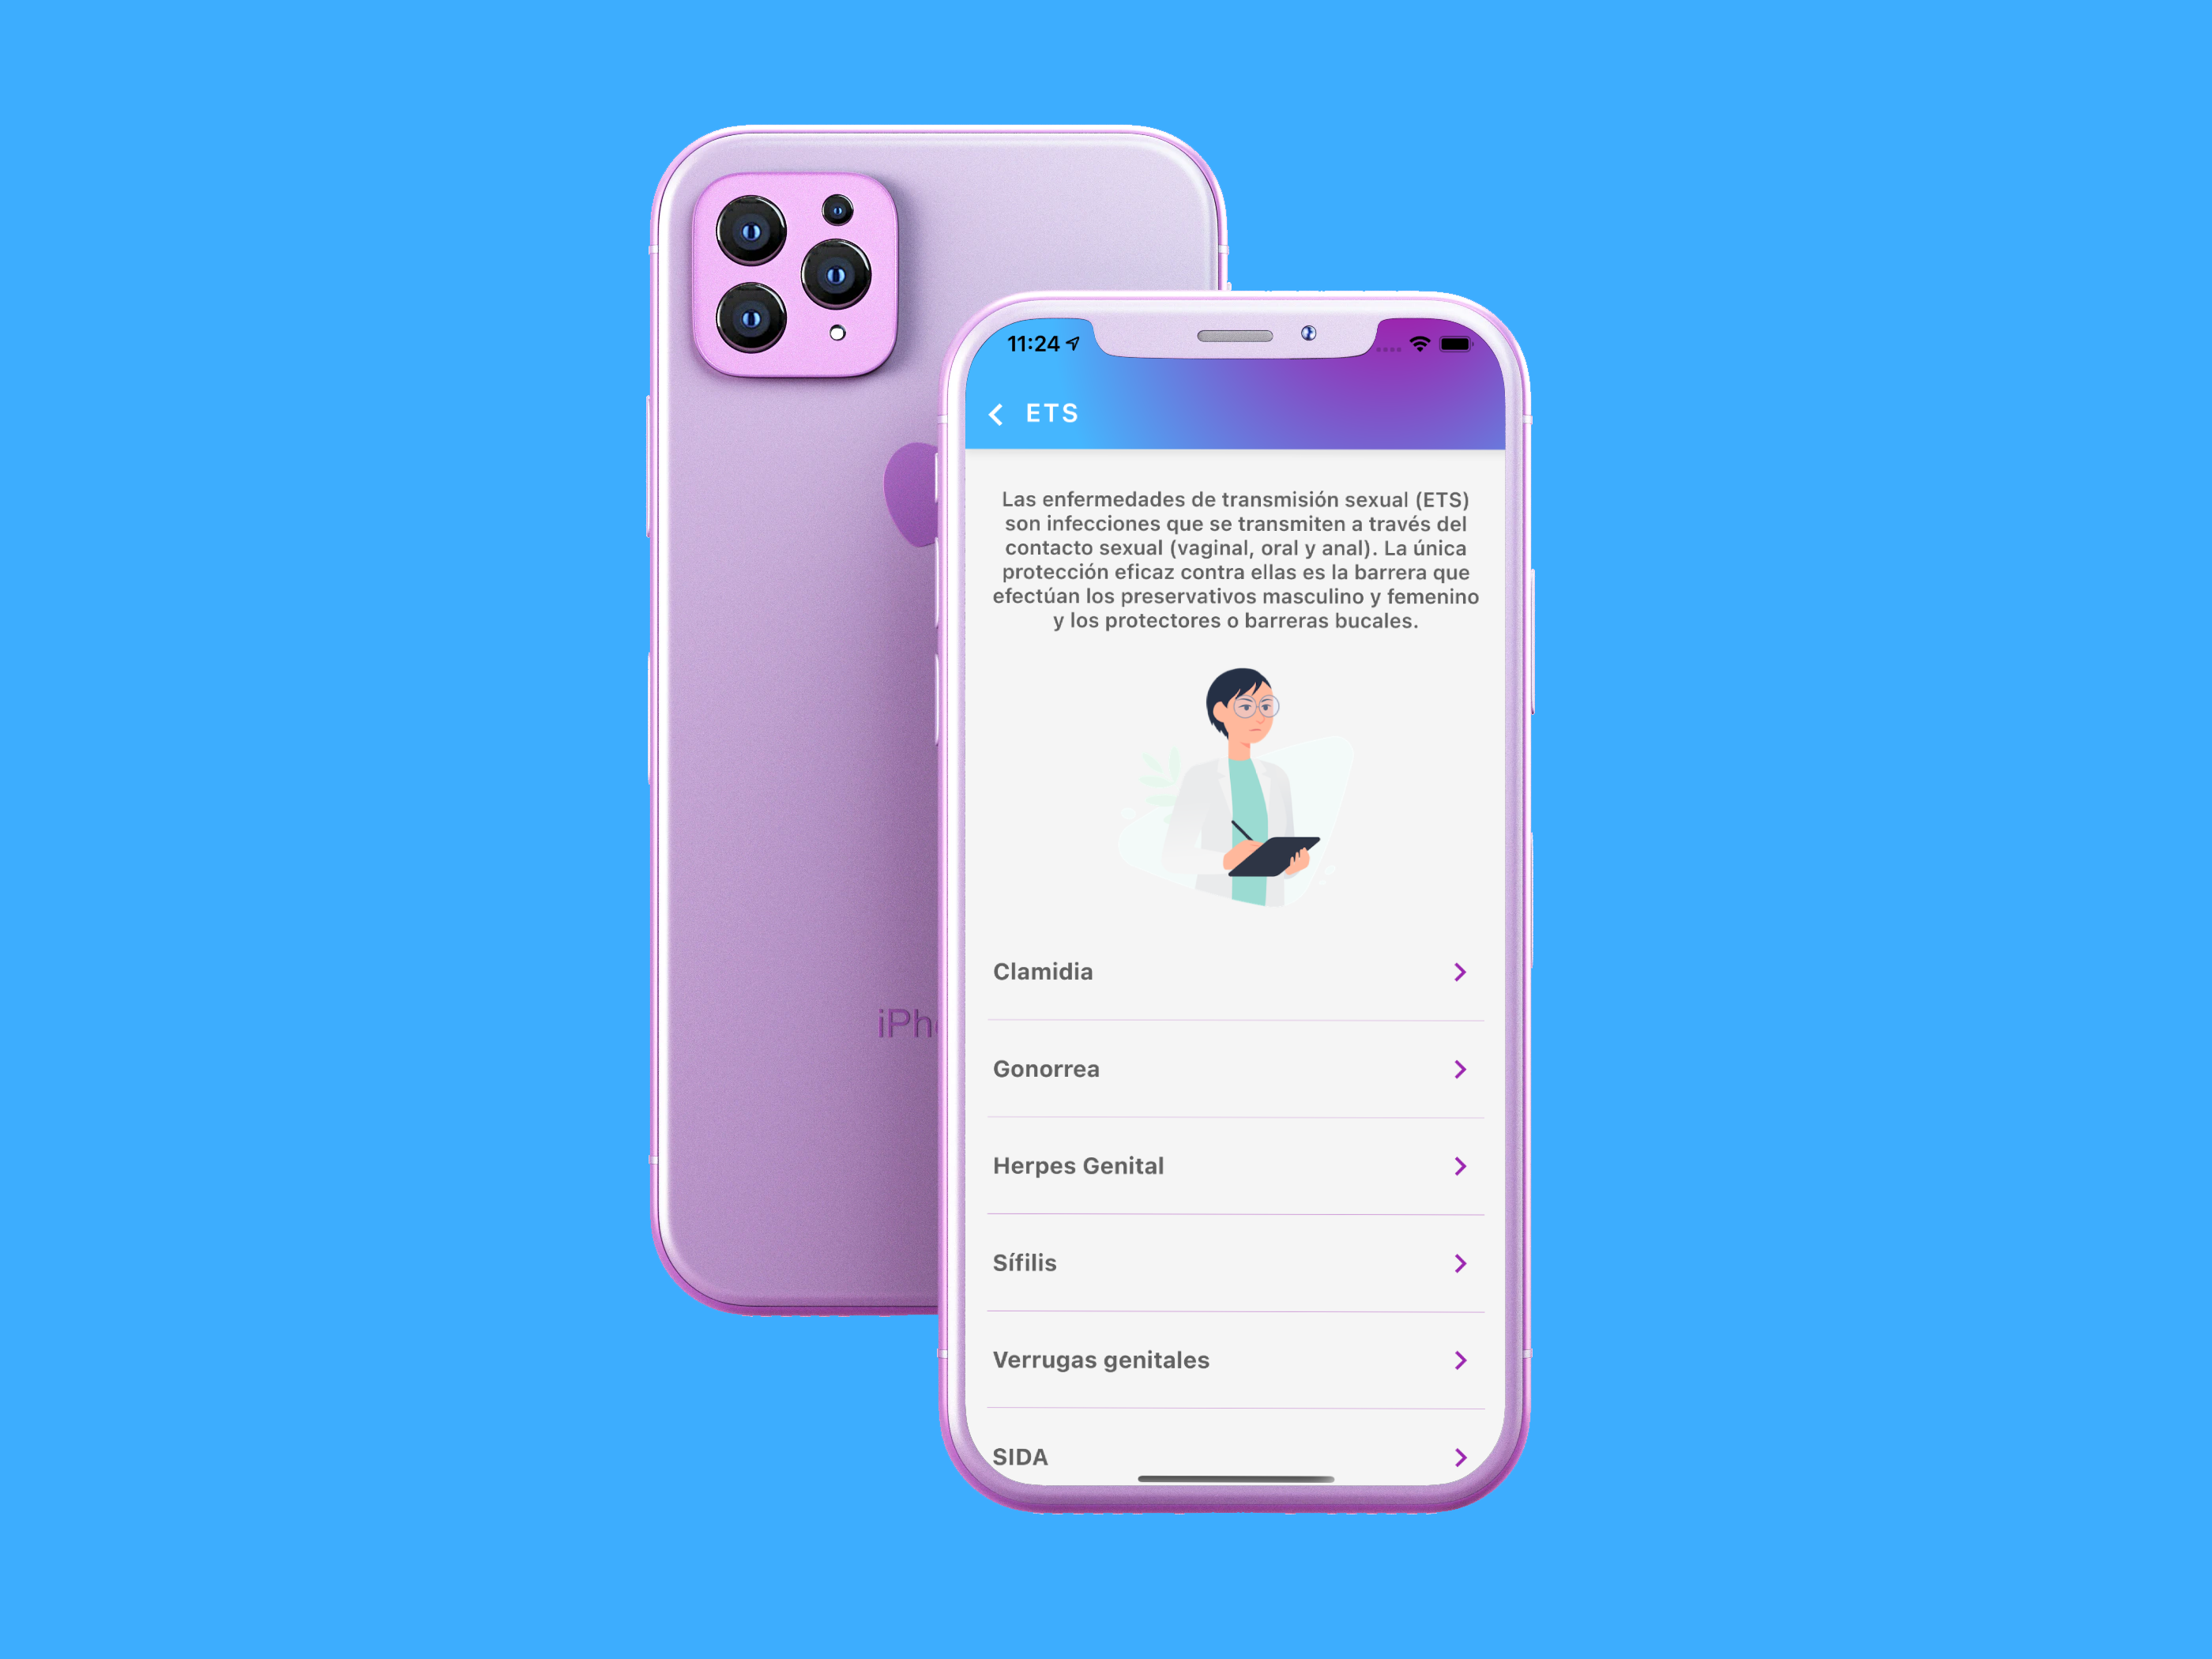 11:24
ETS
Las enfermedades de transmisión sexual (ETS)
son infecciones que se transmiten a través del
contacto sexual (vaginal, oral y anal). La única
protección eficaz contra ellas es la barrera que
efectúan los preservativos masculino y femenino
y los protectores o barreras bucales.
Clamidia
Gonorrea
iPh
Herpes Genital
Sífilis
Verrugas genitales
SIDA